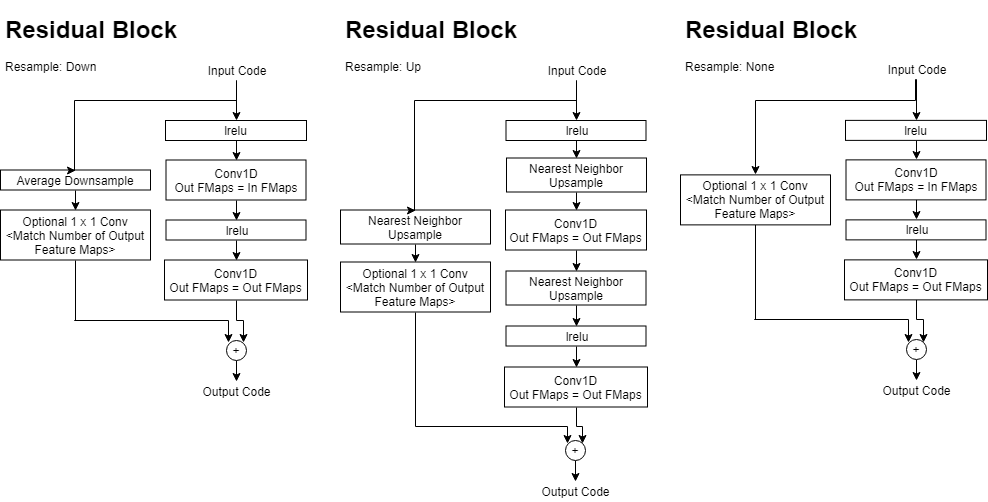 Residual Block
Resample: Down
Input Code
lrelu
Conv1D
Out FMaps = In FMaps
Average Downsample
Optional 1 x 1 Conv
<Match Number of Output
Feature Maps>
lrelu
Conv1D
Out FMaps = Out FMaps
+
Output Code
Residual Block
Resample: Up
Input Code
lrelu
Nearest Neighbor
Upsample
Nearest Neighbor
Upsample
Conv1D
Out FMaps = Out FMaps
Optional 1 x 1 Conv
<Match Number of Output
Feature Maps>
Nearest Neighbor
Upsample
lrelu
Conv1D
Out FMaps = Out FMaps
+
Output Code
Residual Block
Resample: None
Input Code
lrelu
Conv1D
Out FMaps = In FMaps
Optional 1 x 1 Conv
<Match Number of Output
Feature Maps>
lrelu
Conv1D
Out FMaps = Out FMaps
+
Output Code